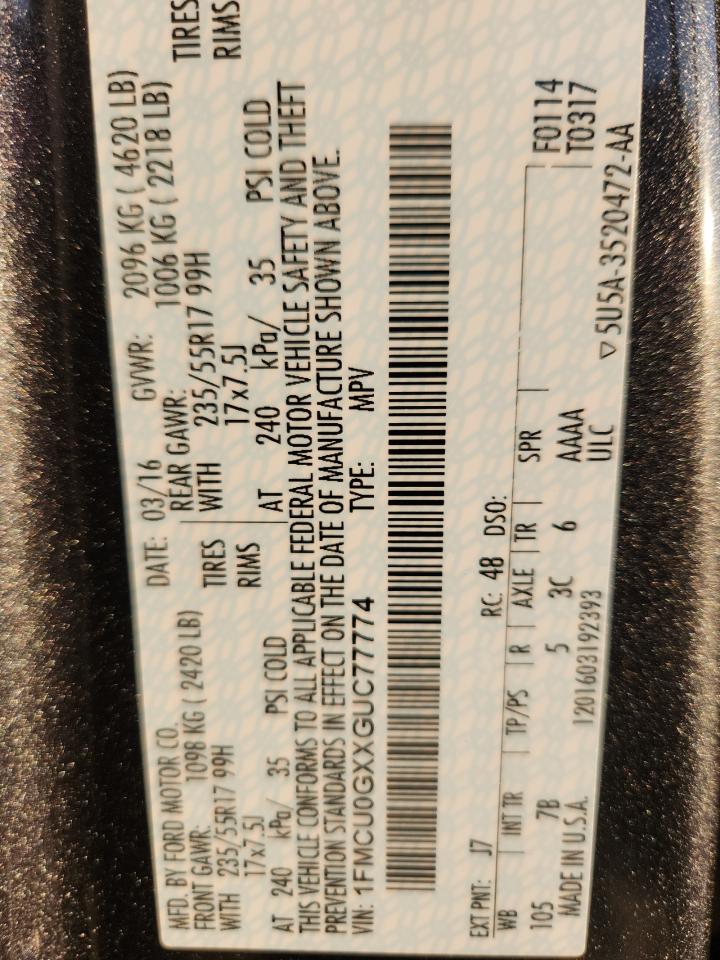 MFD. BY FORD MOTOR CO.
DATE: 03/16 GVWR: 2096 KG ( 4620 LB)
FRONT GAWR: REAR GAWR: 1006 KG ( 2218 LB)
1098 KG ( 2420 LB)
WITH 235/55R17 99H TIRES WITH 235/55R17 99H TIRES
17x7.5J RIMS 17x7.5J RIMS
AT 240 kPa/ 35 PSI COLD AT 240 kPa/ 35 PSI COLD
THIS VEHICLE CONFORMS TO ALL APPLICABLE FEDERAL MOTOR VEHICLE SAFETY AND THEFT
PREVENTION STANDARDS IN EFFECT ON THE DATE OF MANUFACTURE SHOWN ABOVE.
VIN: 1FMCU0GXXGUC77774 TYPE: MPV
EXT PNT: J7 RC: 48 DSO:
WB INT TR TP/PS R AXLE TR SPR F0114
105 7B 5 3C 6 AAAA T0317
MADE IN U.S.A. 1201603192393 ULC
▽ 5U5A-3520472-AA